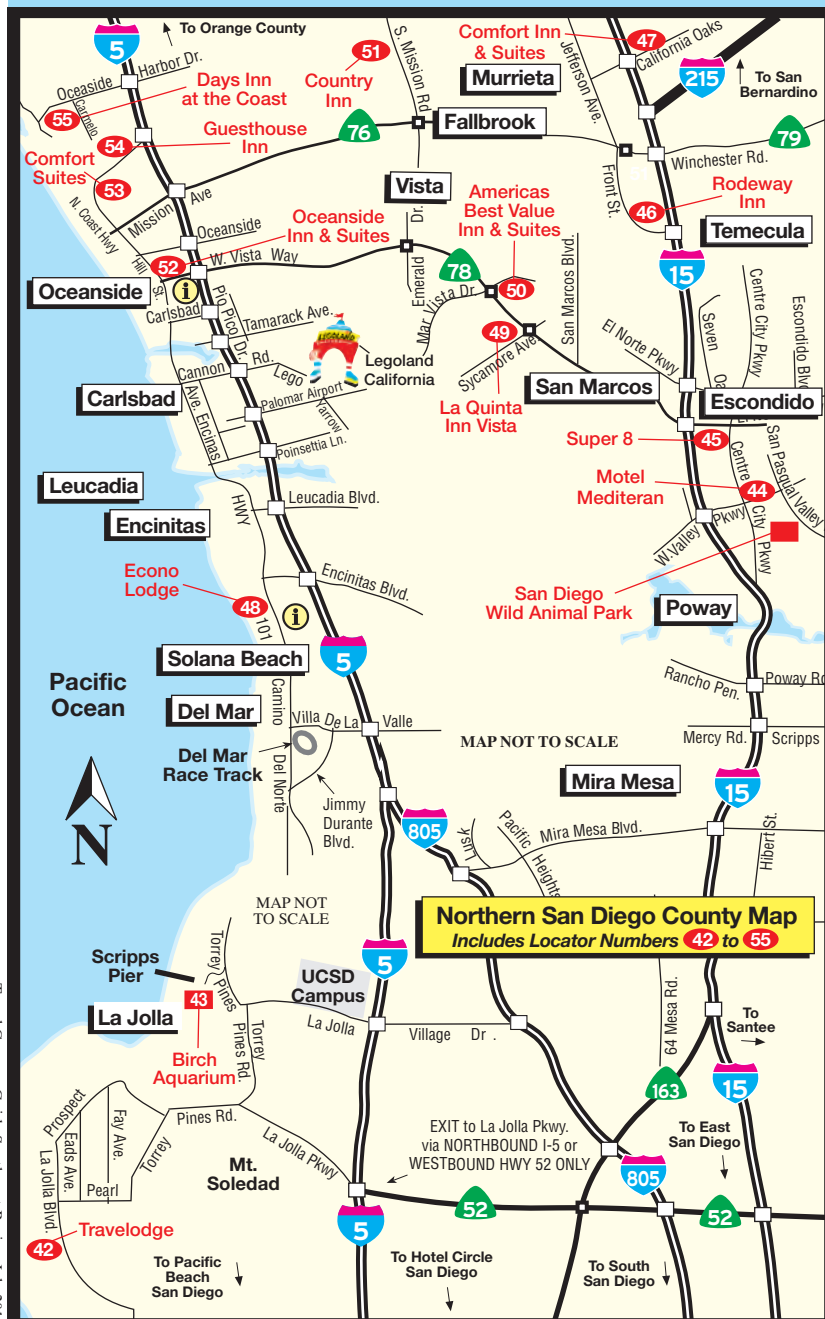 To Orange County
5
Harbor Dr.
Oceaside
Carmelo
55
Days Inn
at the Coast
54
Guesthouse
Inn
Comfort
Suites
53
51
Country
Inn
S. Mission Rd
76
Fallbrook
Comfort Inn
& Suites
47
California Oaks
Murrieta
Jefferson Ave.
215
To San
Bernardino
79
Winchester Rd.
Front St.
46
Rodeway
Inn
Temecula
15
Mission Ave
N. Coast Hwy
Vista
Oceanside
Oceanside
Inn & Suites
52
W. Vista Way
Hill St.
i
Oceanside
Emerald Dr.
78
Americas
Best Value
Inn & Suites
50
Mar Vista Dr.
San Marcos Blvd.
49
Sycamore Ave.
La Quinta
Inn Vista
Carlsbad
Pio Pico Dr.
Tamarack Ave.
LEGOLAND
Legoland
California
Cannon Rd.
Lego
Palomar Airport
Yarrow
Poinsettia Ln.
Carlsbad
Ave. Encinas
El Norte Pkwy
Seven Oa
Centre City Pkwy
Escondido Blv
San Marcos
Escondido
Super 8
45
Motel
Mediteran
44
Centre City Pkwy
San Pasqual Valley
W.Valley Pkwy
San Diego
Wild Animal Park
Leucadia
HWY
Leucadia Blvd.
Encinitas
Encinitas Blvd.
Econo
Lodge
48
101
i
Poway
Solana Beach
5
Rancho Pen.
Poway Rd
Pacific
Ocean
Del Mar
Camino Del Norte
Villa De La Valle
Del Mar
Race Track
Jimmy
Durante
Blvd.
MAP NOT TO SCALE
Mercy Rd.
Scripps
Mira Mesa
15
N
805
Lusk
Pacific Heights
Mira Mesa Blvd.
Hibert St.
MAP NOT
TO SCALE
Northern San Diego County Map
Includes Locator Numbers 42 to 55
Scripps
Pier
Torrey Pines
43
La Jolla
Birch
Aquarium
UCSD
Campus
5
La Jolla Village Dr.
Torrey Pines Rd.
64 Mesa Rd.
To
Santee
163
15
Prospect
Fay Ave.
Eads Ave.
Pearl
Torrey Pines Rd.
La Jolla Blvd.
La Jolla Pkwy
Mt.
Soledad
EXIT to La Jolla Pkwy.
via NORTHBOUND I-5 or
WESTBOUND HWY 52 ONLY
To East
San Diego
805
52
52
42
Travelodge
5
To Pacific
Beach
San Diego
To Hotel Circle
San Diego
To South
San Diego